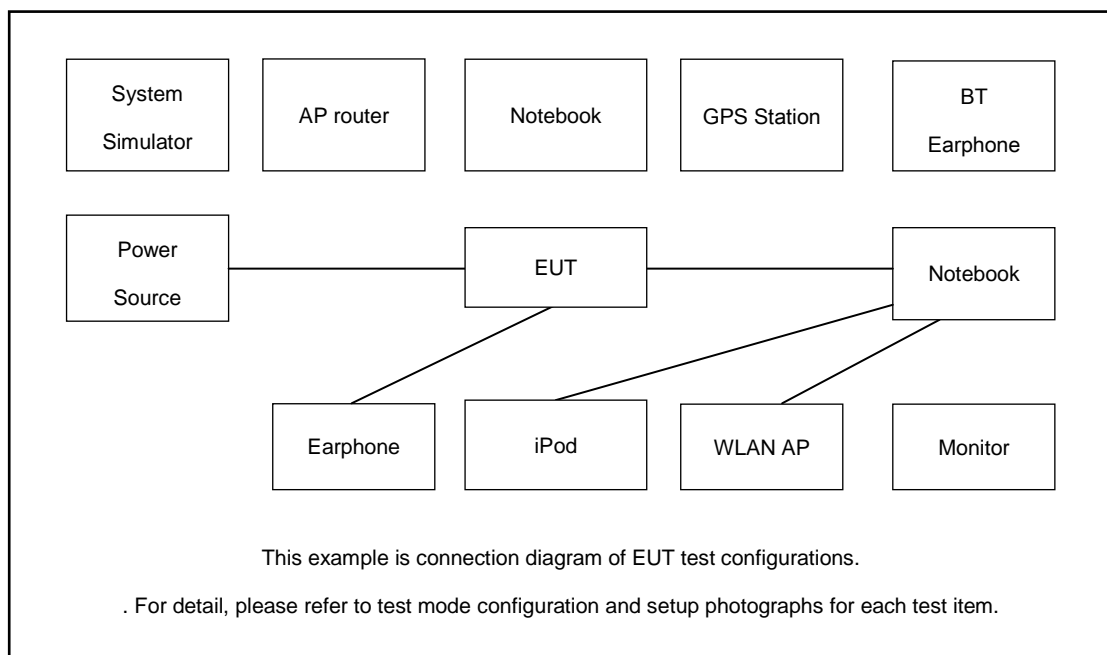 System
Simulator
AP router
Notebook
GPS Station
BT
Earphone
Power
Source
EUT
Notebook
Earphone
iPod
WLAN AP
Monitor
This example is connection diagram of EUT test configurations.
. For detail, please refer to test mode configuration and setup photographs for each test item.